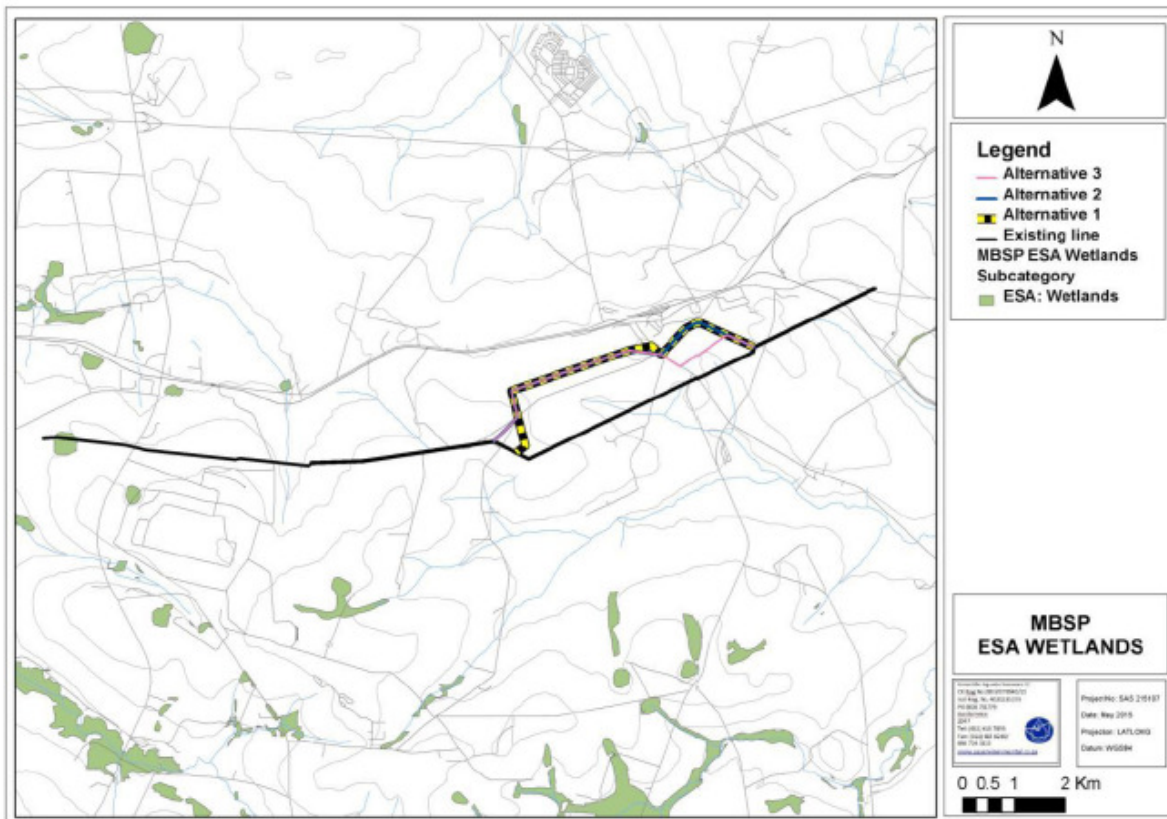 N
Legend
Alternative 3
Alternative 2
Alternative 1
Existing line
MBSP ESA Wetlands
Subcategory
ESA: Wetlands
MBSP
ESA WETLANDS
Project No: SAS 215107
Date: May 2015
Projection: LATLONG
Datum: WGS84
0 0.5 1 2 Km